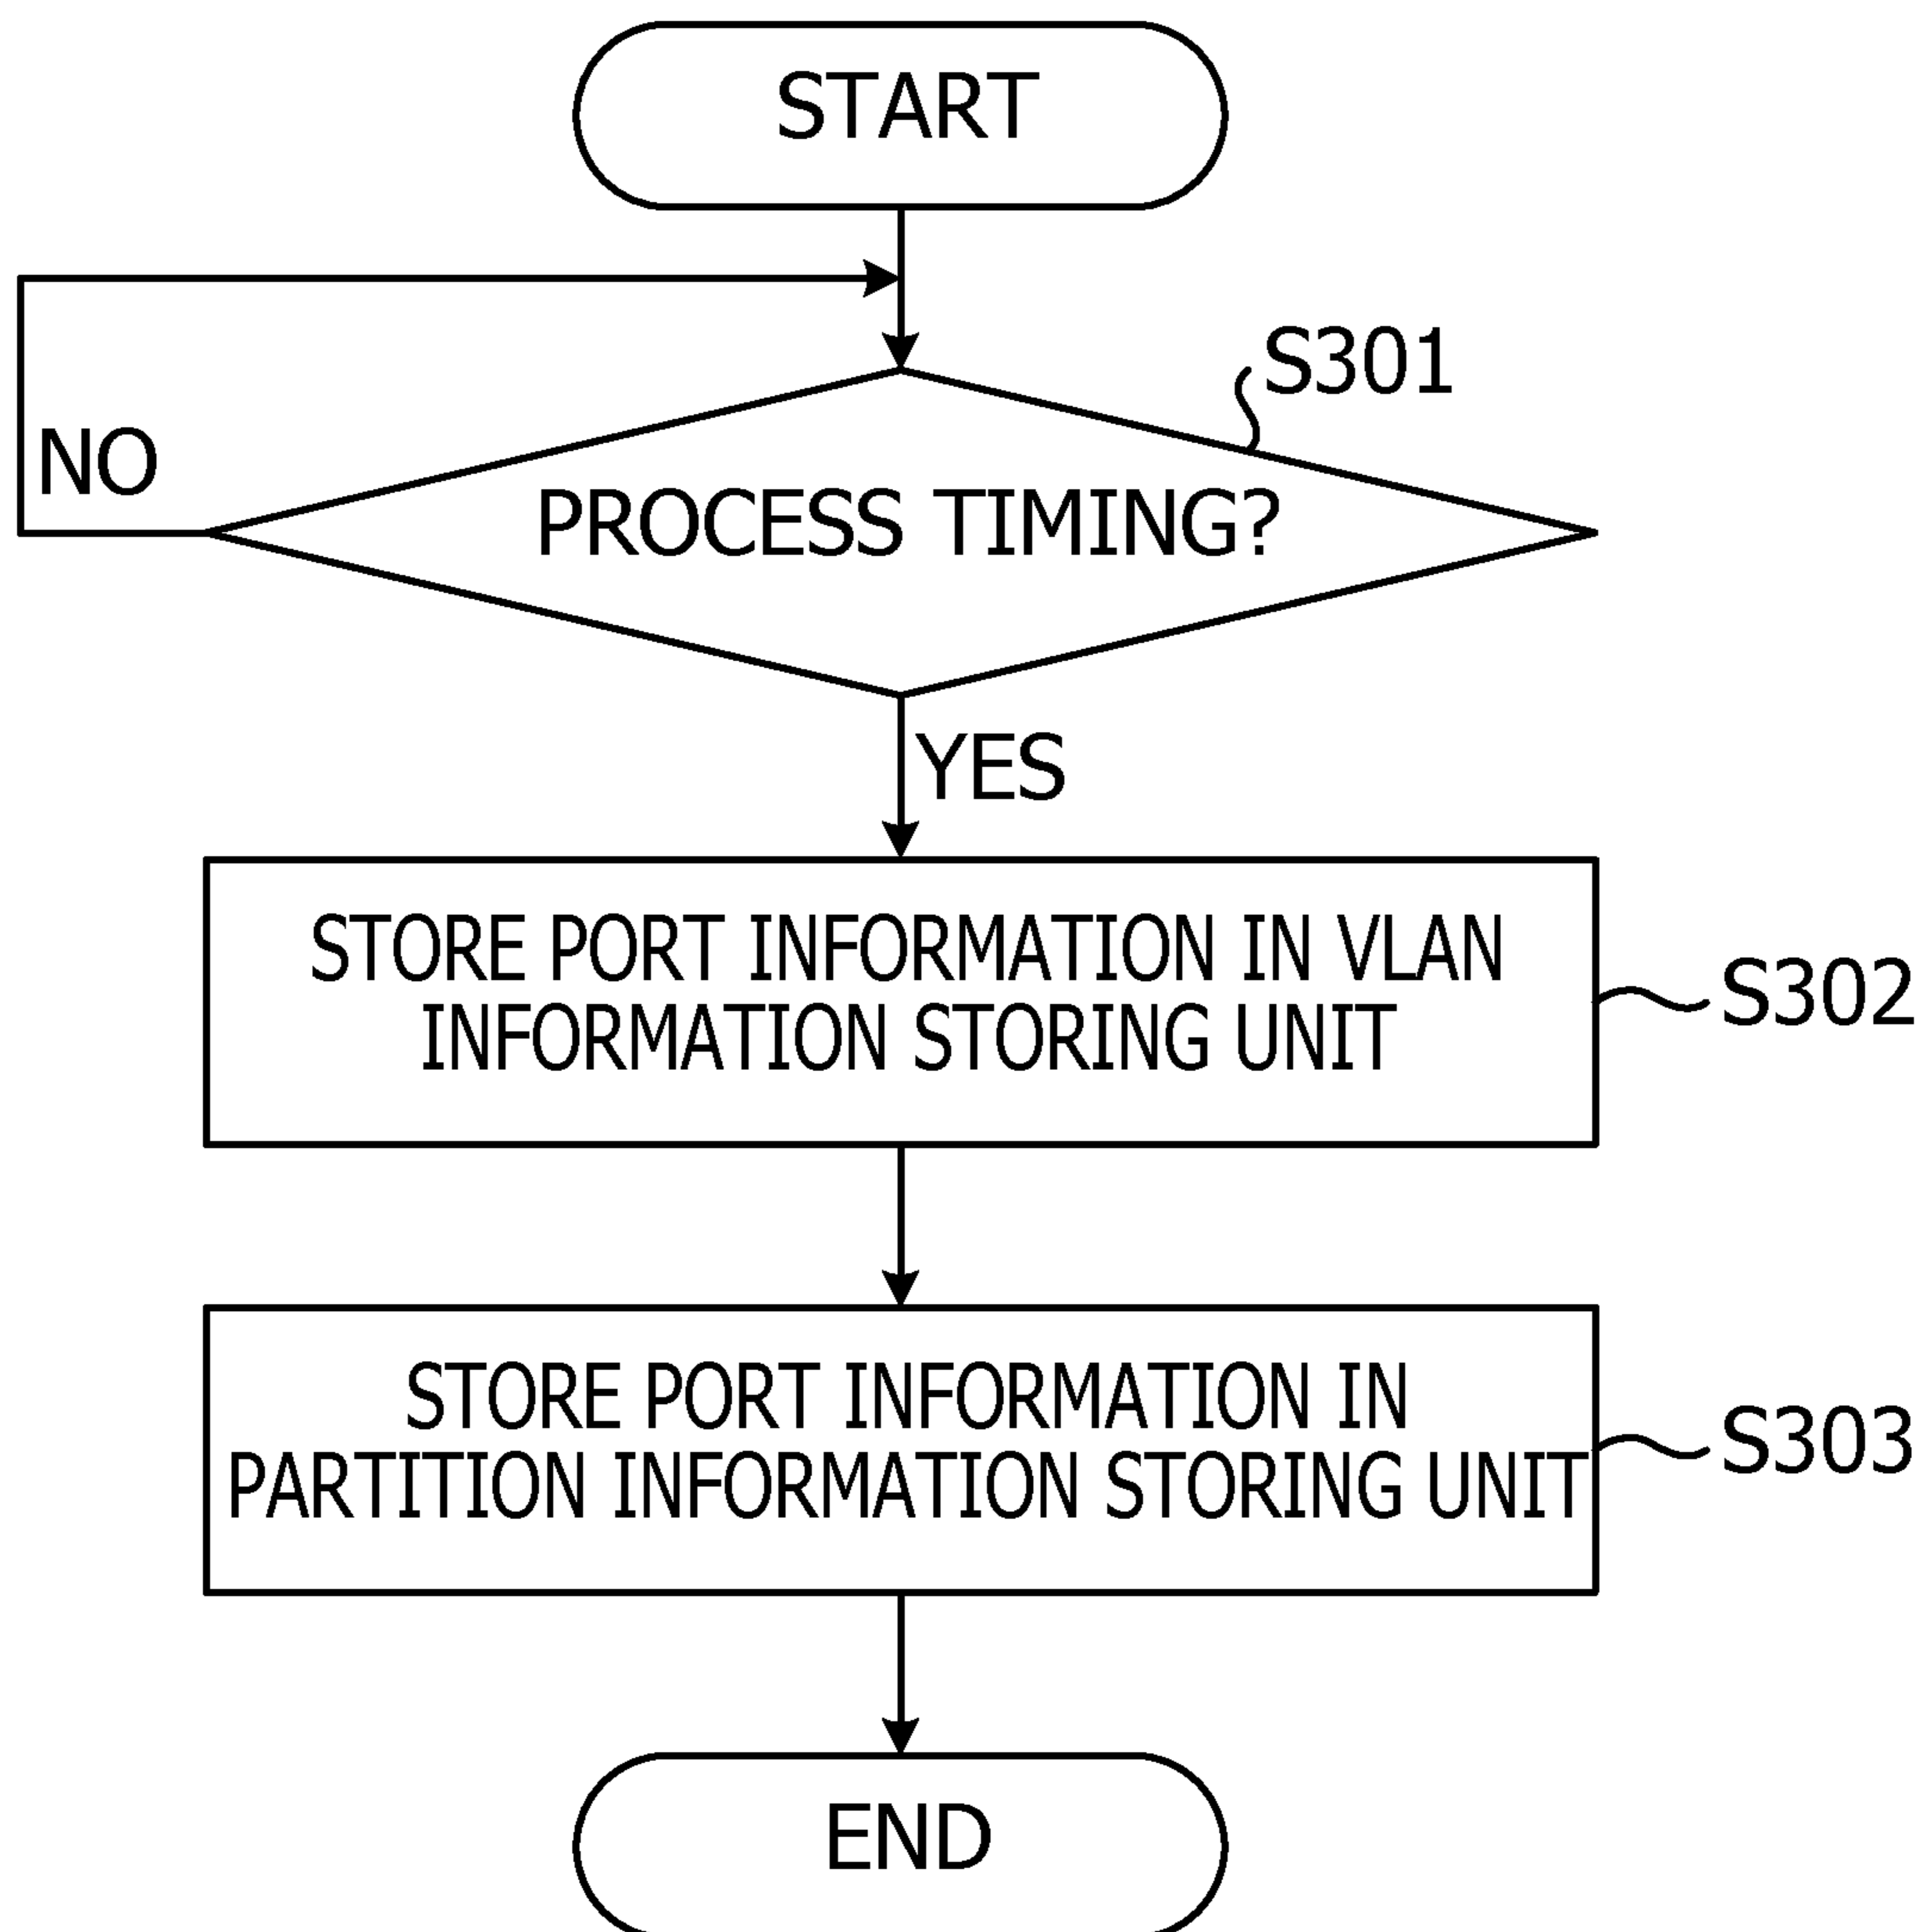 START
S301
NO
PROCESS TIMING?
YES
STORE PORT INFORMATION IN VLAN
INFORMATION STORING UNIT
S302
STORE PORT INFORMATION IN
PARTITION INFORMATION STORING UNIT
S303
END